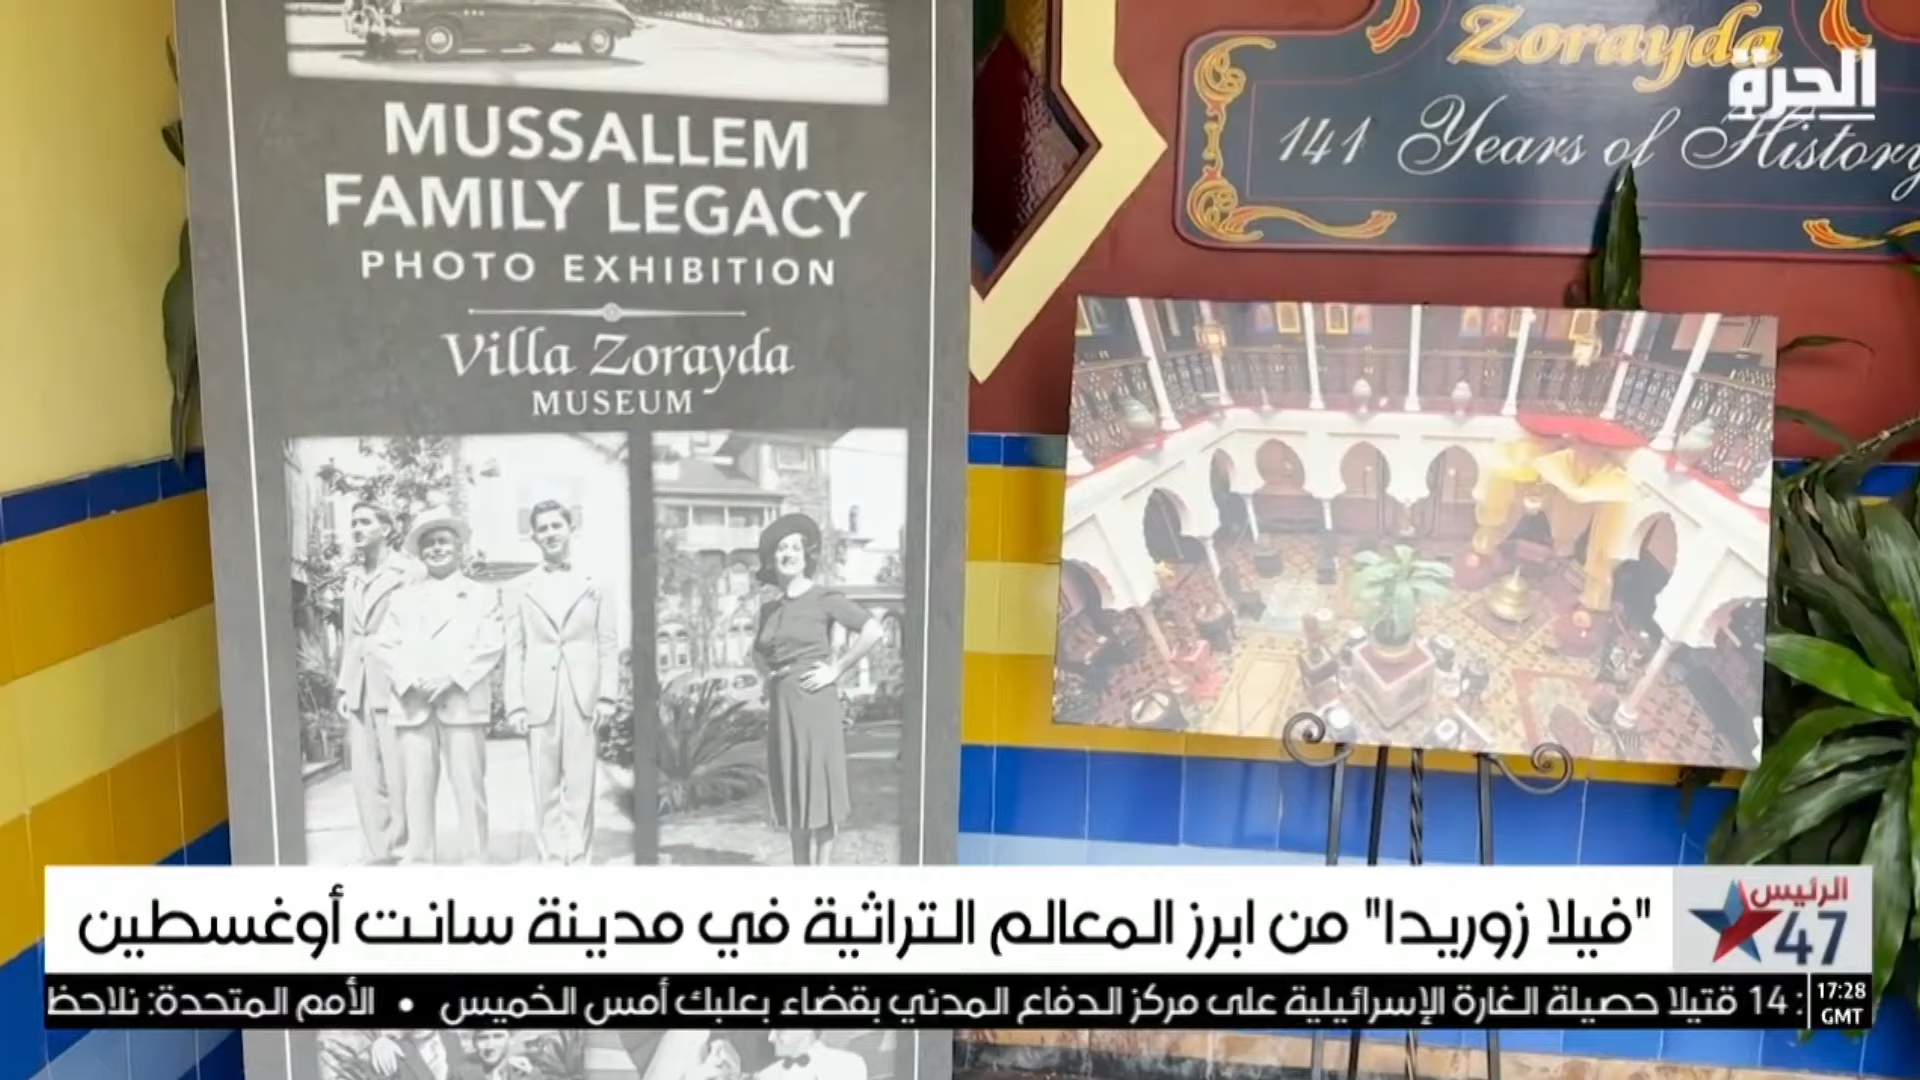 MUSSALLEM
FAMILY LEGACY
PHOTO EXHIBITION
Villa Zorayda
MUSEUM
Zorayda
141 Years of History
الحرة
"فيلا زوريدا" من ابرز المعالم التراثية في مدينة سانت أوغسطين
الرئيس
47
: 14 قتيلا حصيلة الغارة الإسرائيلية على مركز الدفاع المدني بقضاء بعلبك أمس الخميس • الأمم المتحدة: نلاحظ
17:28
GMT